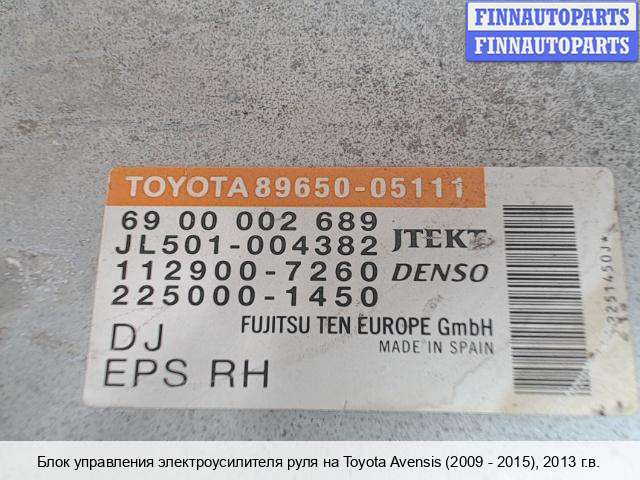 FINNAUTOPARTS
FINNAUTOPARTS
TOYOTA 89650-05111
69 00 002 689
JL501-004382 JTEKT
112900-7260 DENSO
225000-1450
DJ FUJITSU TEN EUROPE GmbH
MADE IN SPAIN
EPS RH
Блок управления электроусилителя руля на Toyota Avensis (2009 - 2015), 2013 г.в.